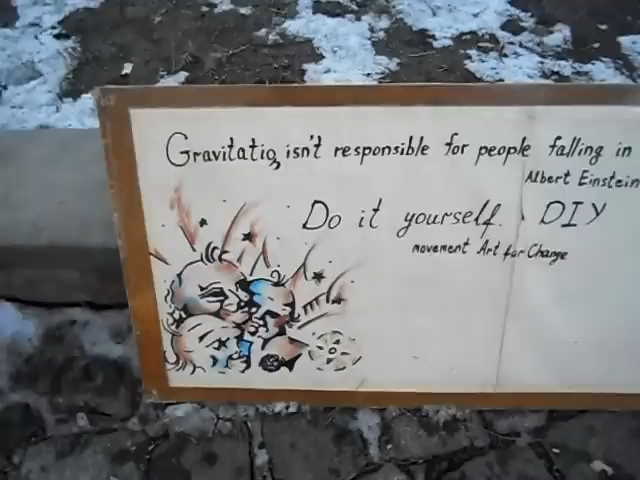 Gravitatio, isn't responsible for people falling in
Albert Einstein
Do it yourself. DIY
movement Art for Change